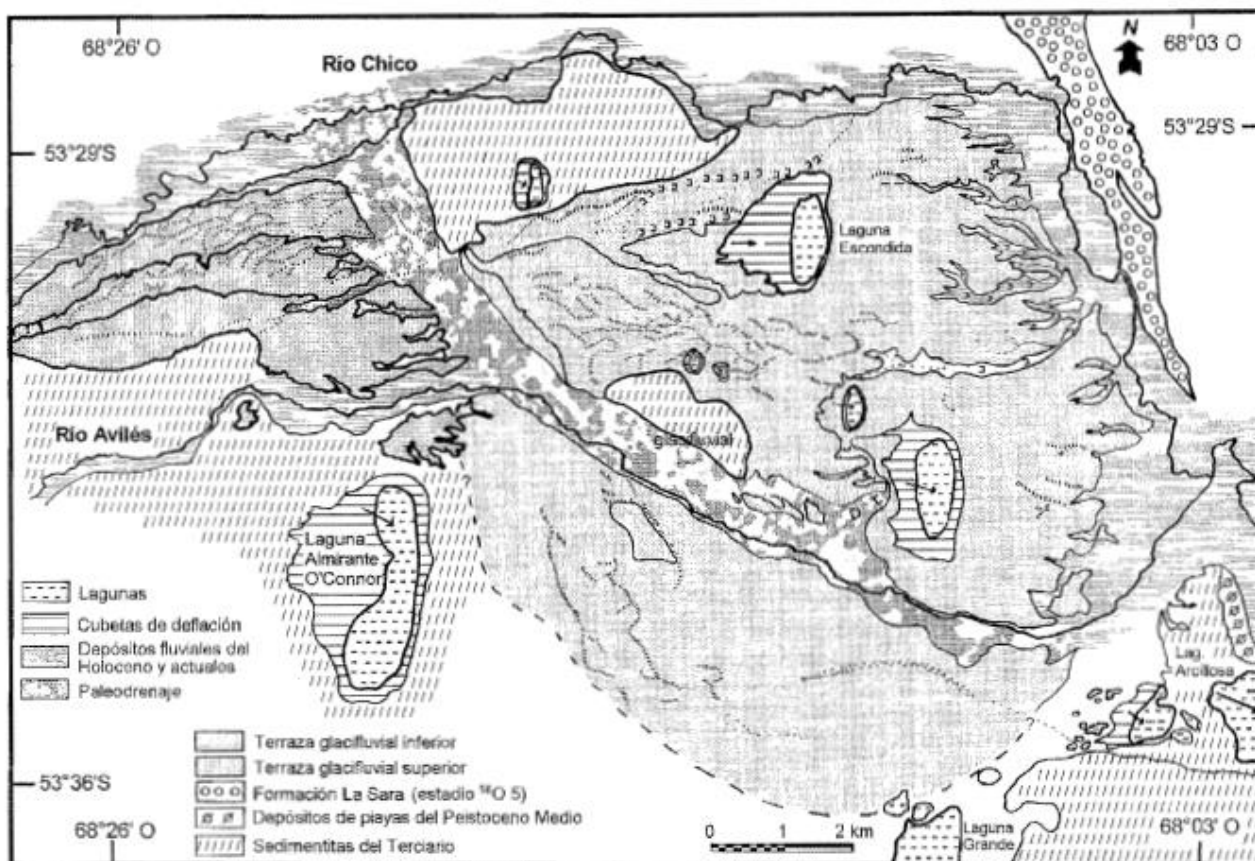 68°26' O
Río Chico
N
68°03 O
53°29'S
53°29'S
Laguna
Escondida
Río Avilés
glacifluvial
Laguna
Almirante
O'Connor
Lagunas
Cubetas de deflación
Depósitos fluviales del
Holoceno y actuales
Paleodrenaje
Lag.
Arcillosa
Terraza glacifluvial inferior
Terraza glacifluvial superior
53°36'S
Formación La Sara (estadio ¹⁸O 5)
Depósitos de playas del Peistoceno Medio
Sedimentitas del Terciario
68°26' O
0 1 2 km
Laguna
Grande
68°03' O